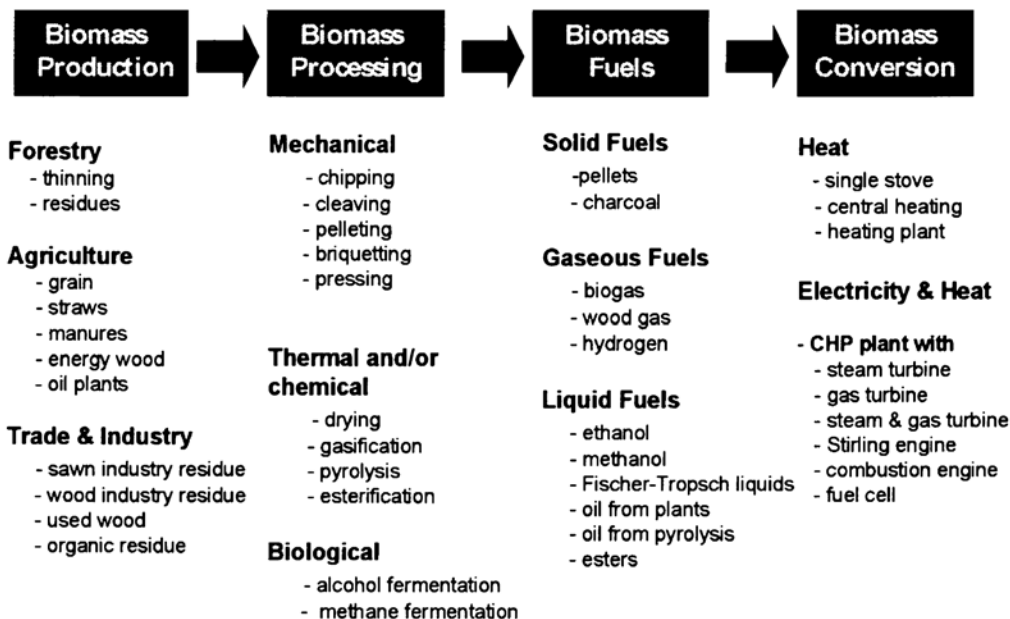 Biomass
Production
Biomass
Processing
Biomass
Fuels
Biomass
Conversion
Forestry
- thinning
- residues
Agriculture
- grain
- straws
- manures
- energy wood
- oil plants
Trade & Industry
- sawn industry residue
- wood industry residue
- used wood
- organic residue
Mechanical
- chipping
- cleaving
- pelleting
- briquetting
- pressing
Thermal and/or
chemical
- drying
- gasification
- pyrolysis
- esterification
Biological
- alcohol fermentation
- methane fermentation
Solid Fuels
-pellets
- charcoal
Gaseous Fuels
- biogas
- wood gas
- hydrogen
Liquid Fuels
- ethanol
- methanol
- Fischer-Tropsch liquids
- oil from plants
- oil from pyrolysis
- esters
Heat
- single stove
- central heating
- heating plant
Electricity & Heat
- CHP plant with
- steam turbine
- gas turbine
- steam & gas turbine
- Stirling engine
- combustion engine
- fuel cell